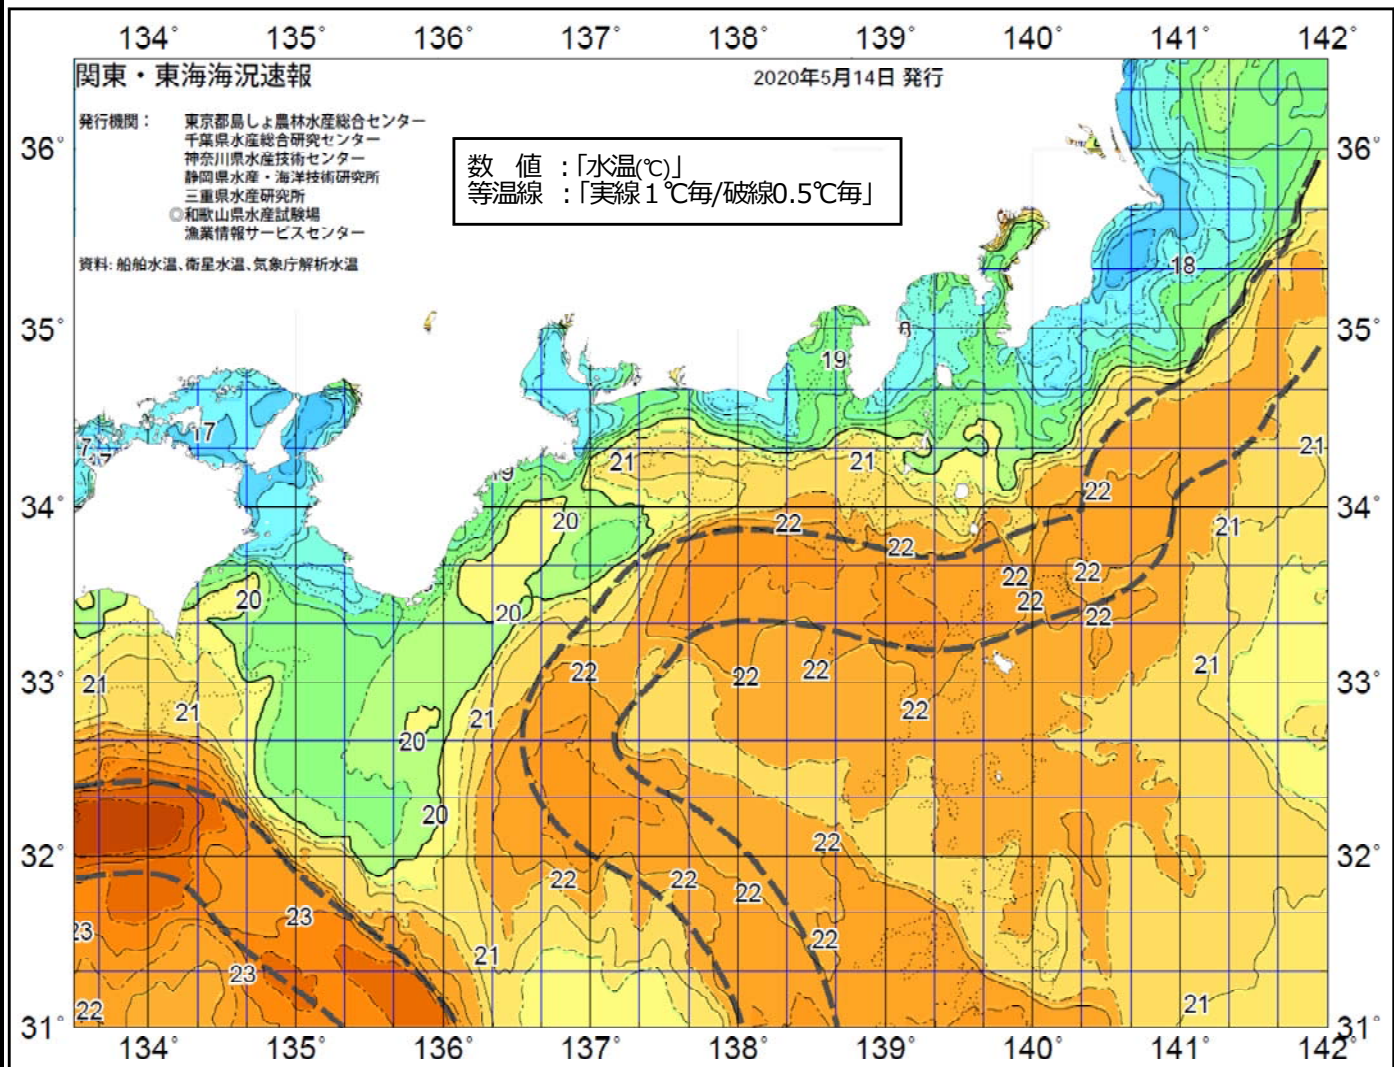 134° 135° 136° 137° 138° 139° 140° 141° 142°
関東・東海海況速報
2020年5月14日 発行
発行機関：
東京都島しょ農林水産総合センター
千葉県水産総合研究センター
神奈川県水産技術センター
静岡県水産・海洋技術研究所
三重県水産研究所
◎和歌山県水産試験場
漁業情報サービスセンター
資料: 船舶水温、衛星水温、気象庁解析水温
数　値　：「水温(℃)」
等温線　：「実線１℃毎/破線0.5℃毎」
36° 36°
18
35° 35°
8
19
17
7
7
21 21 21
9
22
34° 34°
20 22 21
22
22 22
20 20 22 22
21
33° 21 22 22 22 33°
21 21 22
20
20
22
32° 32°
22 22 22
23
23 22
21
23
22 21
31° 31°
134° 135° 136° 137° 138° 139° 140° 141° 142°